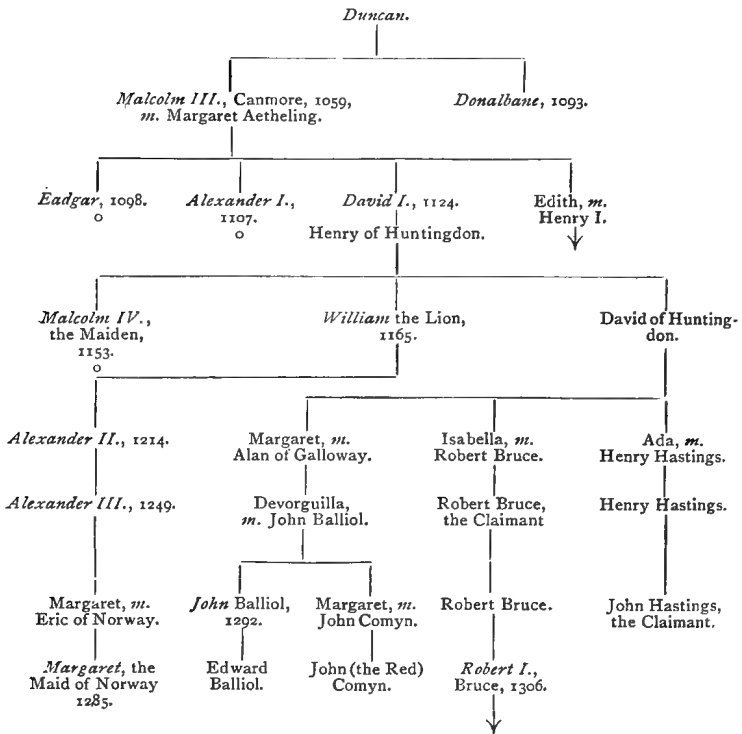 Duncan.
Malcolm III., Canmore, 1059,
m. Margaret Aetheling.
Donalbane, 1093.
Eadgar, 1098.
o
Alexander I.,
1107.
o
David I., 1124.
Henry of Huntingdon.
Edith, m.
Henry I.
Malcolm IV.,
the Maiden,
1153.
o
William the Lion,
1165.
David of Hunting-
don.
Alexander II., 1214.
Margaret, m.
Alan of Galloway.
Isabella, m.
Robert Bruce.
Ada, m.
Henry Hastings.
Alexander III., 1249.
Devorguilla,
m. John Balliol.
Robert Bruce,
the Claimant
Henry Hastings.
Margaret, m.
Eric of Norway.
John Balliol,
1292.
Margaret, m.
John Comyn.
Robert Bruce.
John Hastings,
the Claimant.
Margaret, the
Maid of Norway
1285.
Edward
Balliol.
John (the Red)
Comyn.
Robert I.,
Bruce, 1306.